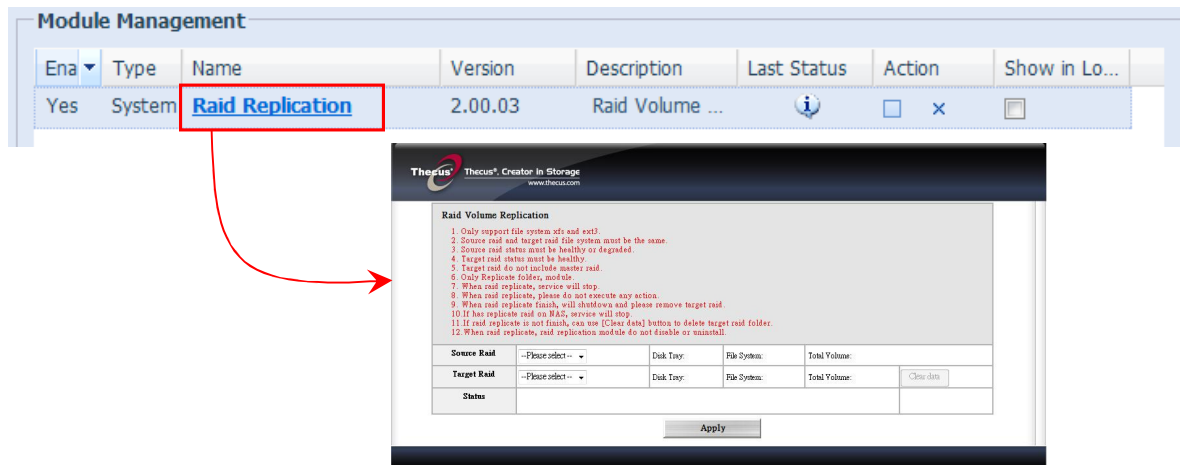 Module Management
Ena Type Name Version Description Last Status Action Show in Lo...
Yes System Raid Replication 2.00.03 Raid Volume ...
Thecus® Thecus®. Creator in Storage
www.thecus.com
Raid Volume Replication
1. Only support file system xfs and ext3.
2. Source raid and target raid file system must be the same.
3. Source raid status must be healthy or degraded.
4. Target raid status must be healthy.
5. Target raid do not include master raid.
6. Only Replicate folder, module.
7. When raid replicate, service will stop.
8. When raid replicate, please do not execute any action.
9. When raid replicate finish, will shutdown and please remove target raid.
10.If has replicate raid on NAS, service will stop.
11.If raid replicate is not finish, can use [Clear data] button to delete target raid folder.
12.When raid replicate, raid replication module do not disable or uninstall.
Source Raid --Please select-- Disk Tray: File System: Total Volume:
Target Raid --Please select-- Disk Tray: File System: Total Volume: Clear data
Status
Apply